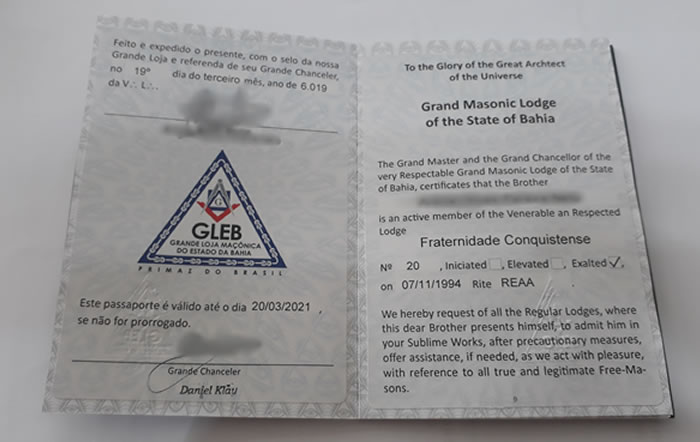 Feito e expedido o presente, com o selo da nossa
Grande Loja e referenda de seu Grande Chanceler,
no 19º dia do terceiro mês, ano de 6.019
da V∴ L∴.
G
GLEB
GRANDE LOJA MAÇÔNICA
DO ESTADO DA BAHIA
PRIMAZ DO BRASIL
Este passaporte é válido até o dia 20/03/2021 ,
se não for prorrogado.
Grande Chanceler
Daniel Kläy
To the Glory of the Great Archtect
of the Universe
Grand Masonic Lodge
of the State of Bahia
The Grand Master and the Grand Chancellor of the
very Respectable Grand Masonic Lodge of the State
of Bahia, certificates that the Brother
is an active member of the Venerable an Respected
Lodge
Fraternidade Conquistense
Nº 20 , Initiated , Elevated , Exalted ✓,
on 07/11/1994 Rite REAA .
We hereby request of all the Regular Lodges, where
this dear Brother presents himself, to admit him in
your Sublime Works, after precautionary measures,
offer assistance, if needed, as we act with pleasure,
with reference to all true and legitimate Free-Ma-
sons.